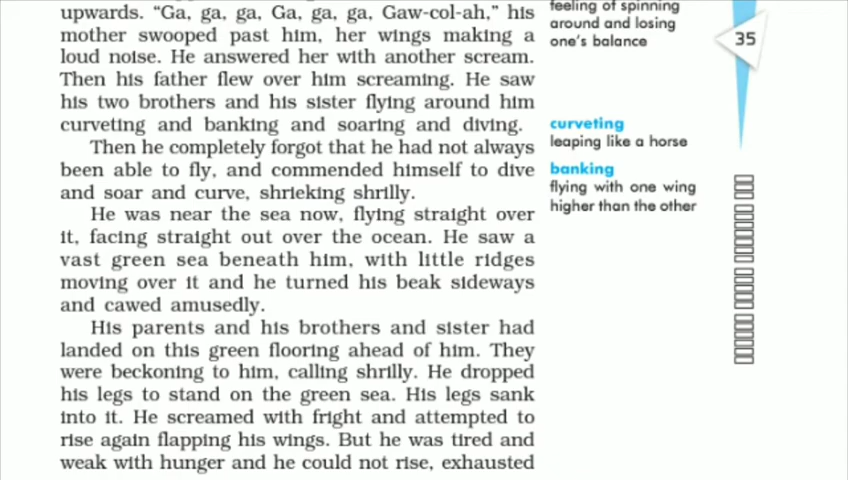 upwards. “Ga, ga, ga, Ga, ga, ga, Gaw-col-ah,” his
mother swooped past him, her wings making a
loud noise. He answered her with another scream.
Then his father flew over him screaming. He saw
his two brothers and his sister flying around him
curveting and banking and soaring and diving.
Then he completely forgot that he had not always
been able to fly, and commended himself to dive
and soar and curve, shrieking shrilly.
He was near the sea now, flying straight over
it, facing straight out over the ocean. He saw a
vast green sea beneath him, with little ridges
moving over it and he turned his beak sideways
and cawed amusedly.
His parents and his brothers and sister had
landed on this green flooring ahead of him. They
were beckoning to him, calling shrilly. He dropped
his legs to stand on the green sea. His legs sank
into it. He screamed with fright and attempted to
rise again flapping his wings. But he was tired and
weak with hunger and he could not rise, exhausted
feeling of spinning
around and losing
one’s balance
curveting
leaping like a horse
banking
flying with one wing
higher than the other
35